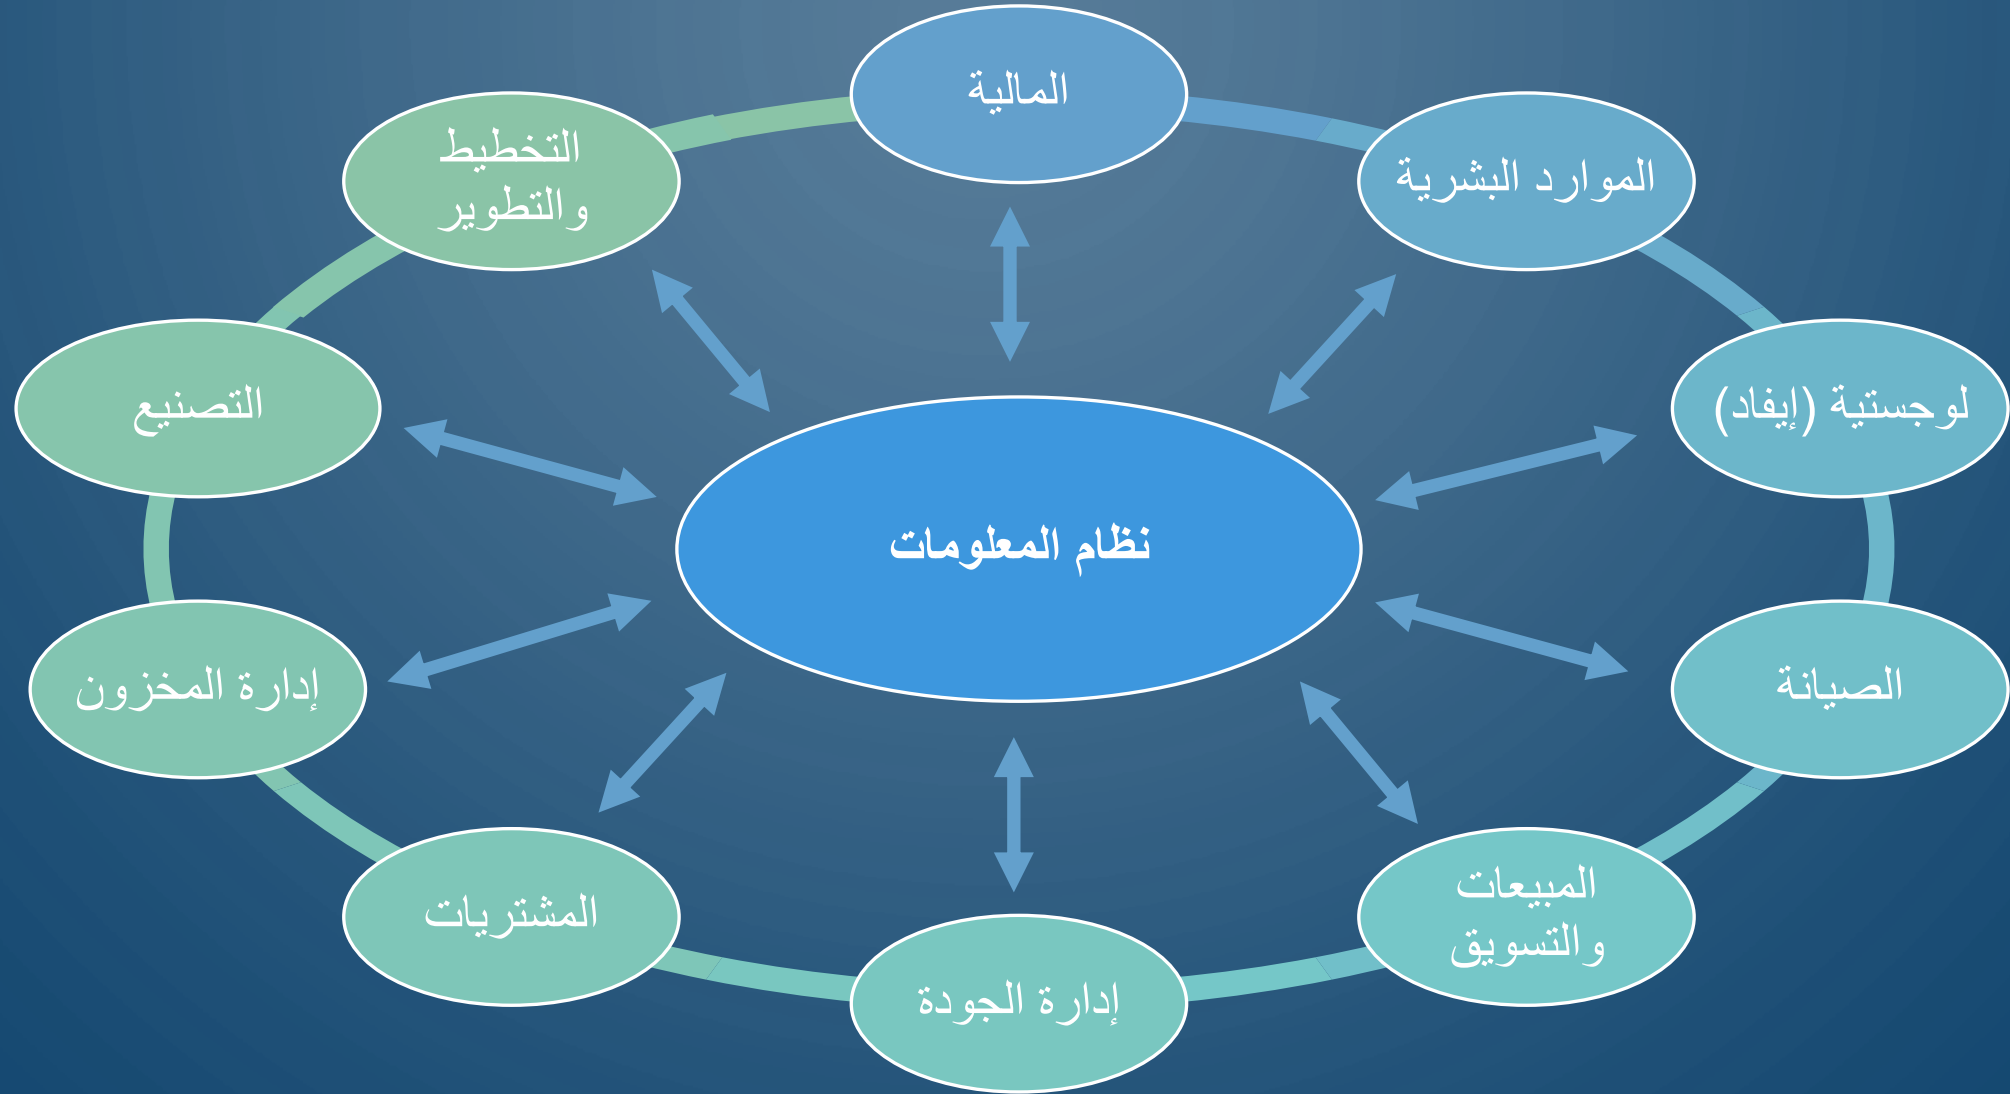 المالية
الموارد البشرية
لوجستية (إيفاد)
الصيانة
المبيعات
والتسويق
إدارة الجودة
المشتريات
إدارة المخزون
التصنيع
التخطيط
والتطوير
نظام المعلومات